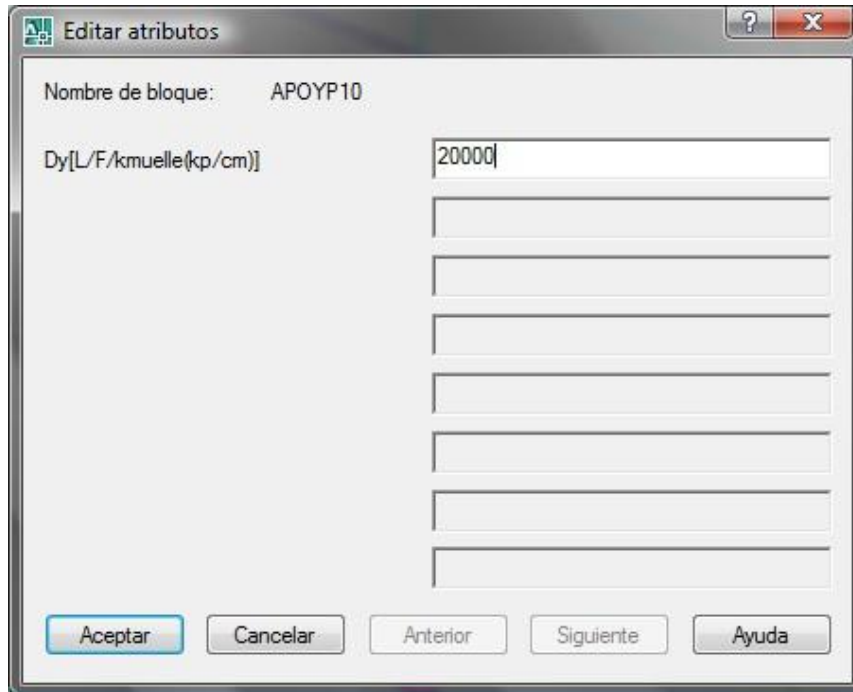 Editar atributos
Nombre de bloque: APOYP10
Dy[L/F/kmuelle(kp/cm)] 20000
Aceptar Cancelar Anterior Siguiente Ayuda